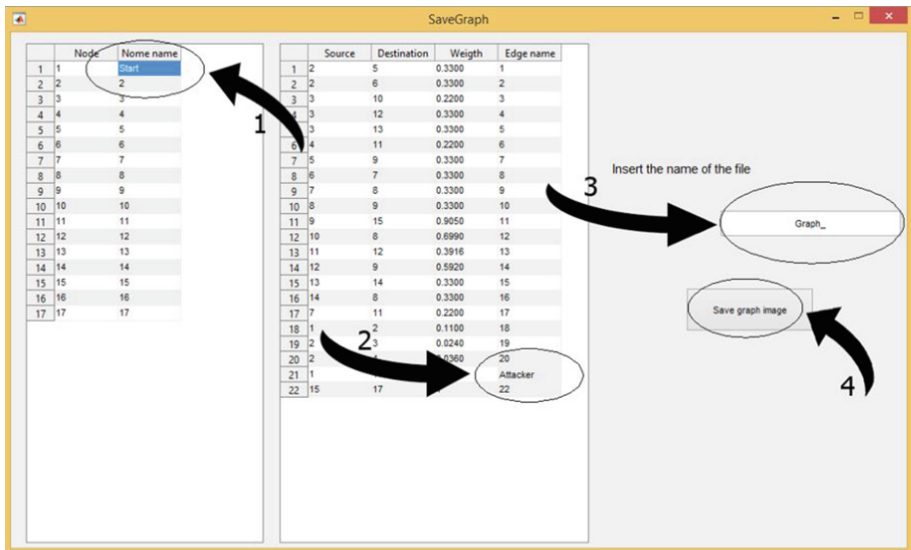 SaveGraph
Node Nome name
1 1 Start
2 2 2
3 3 3
4 4 4
5 5 5
6 6 6
7 7 7
8 8 8
9 9 9
10 10 10
11 11 11
12 12 12
13 13 13
14 14 14
15 15 15
16 16 16
17 17 17
1
Source Destination Weigth Edge name
1 2 5 0.3300 1
2 2 6 0.3300 2
3 3 10 0.2200 3
4 3 12 0.3300 4
5 3 13 0.3300 5
6 4 11 0.2200 6
7 5 9 0.3300 7
8 6 7 0.3300 8
9 7 8 0.3300 9
10 8 9 0.3300 10
11 9 15 0.9050 11
12 10 8 0.6990 12
13 11 12 0.3916 13
14 12 9 0.5920 14
15 13 14 0.3300 15
16 14 8 0.3300 16
17 7 11 0.2200 17
18 1 2 0.1100 18
19 2 3 0.0240 19
20 2 0.0360 20
21 1 Attacker
22 15 17 22
2
3
Insert the name of the file
Graph_
Save graph image
4